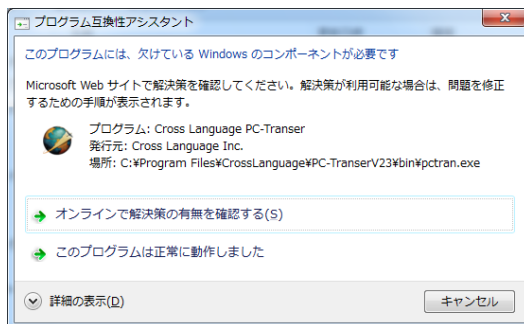 プログラム互換性アシスタント
このプログラムには、欠けている Windows のコンポーネントが必要です
Microsoft Web サイトで解決策を確認してください。解決策が利用可能な場合は、問題を修正
するための手順が表示されます。
プログラム: Cross Language PC-Transer
発行元: Cross Language Inc.
場所: C:¥Program Files¥CrossLanguage¥PC-TranserV23¥bin¥pctran.exe
オンラインで解決策の有無を確認する(S)
このプログラムは正常に動作しました
詳細の表示(D)
キャンセル